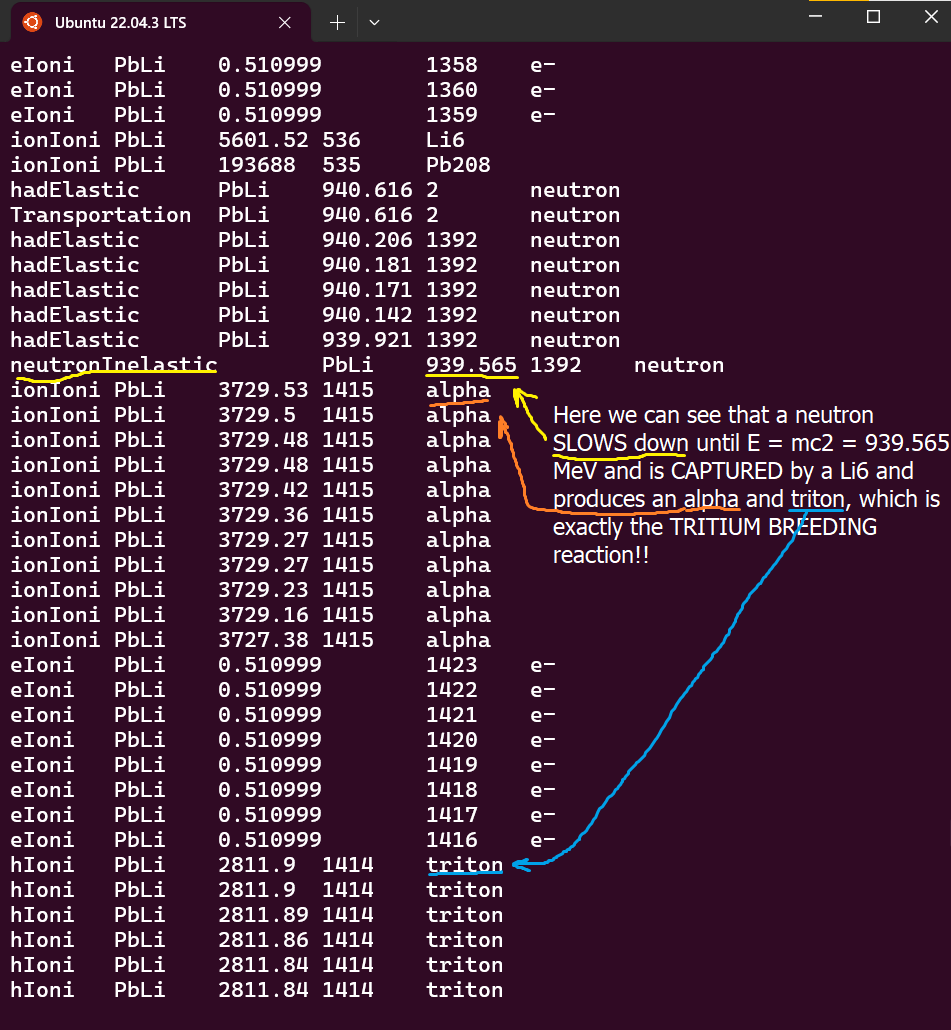 Ubuntu 22.04.3 LTS
eIoni PbLi 0.510999 1358 e-
eIoni PbLi 0.510999 1360 e-
eIoni PbLi 0.510999 1359 e-
ionIoni PbLi 5601.52 536 Li6
ionIoni PbLi 193688 535 Pb208
hadElastic PbLi 940.616 2 neutron
Transportation PbLi 940.616 2 neutron
hadElastic PbLi 940.206 1392 neutron
hadElastic PbLi 940.181 1392 neutron
hadElastic PbLi 940.171 1392 neutron
hadElastic PbLi 940.142 1392 neutron
hadElastic PbLi 939.921 1392 neutron
neutronInelastic PbLi 939.565 1392 neutron
ionIoni PbLi 3729.53 1415 alpha
ionIoni PbLi 3729.5 1415 alpha
ionIoni PbLi 3729.48 1415 alpha
ionIoni PbLi 3729.48 1415 alpha
ionIoni PbLi 3729.42 1415 alpha
ionIoni PbLi 3729.36 1415 alpha
ionIoni PbLi 3729.27 1415 alpha
ionIoni PbLi 3729.27 1415 alpha
ionIoni PbLi 3729.23 1415 alpha
ionIoni PbLi 3729.16 1415 alpha
ionIoni PbLi 3727.38 1415 alpha
eIoni PbLi 0.510999 1423 e-
eIoni PbLi 0.510999 1422 e-
eIoni PbLi 0.510999 1421 e-
eIoni PbLi 0.510999 1420 e-
eIoni PbLi 0.510999 1419 e-
eIoni PbLi 0.510999 1418 e-
eIoni PbLi 0.510999 1417 e-
eIoni PbLi 0.510999 1416 e-
hIoni PbLi 2811.9 1414 triton
hIoni PbLi 2811.9 1414 triton
hIoni PbLi 2811.89 1414 triton
hIoni PbLi 2811.86 1414 triton
hIoni PbLi 2811.84 1414 triton
hIoni PbLi 2811.84 1414 triton
Here we can see that a neutron
SLOWS down until E = mc2 = 939.565
MeV and is CAPTURED by a Li6 and
produces an alpha and triton, which is
exactly the TRITIUM BREEDING
reaction!!